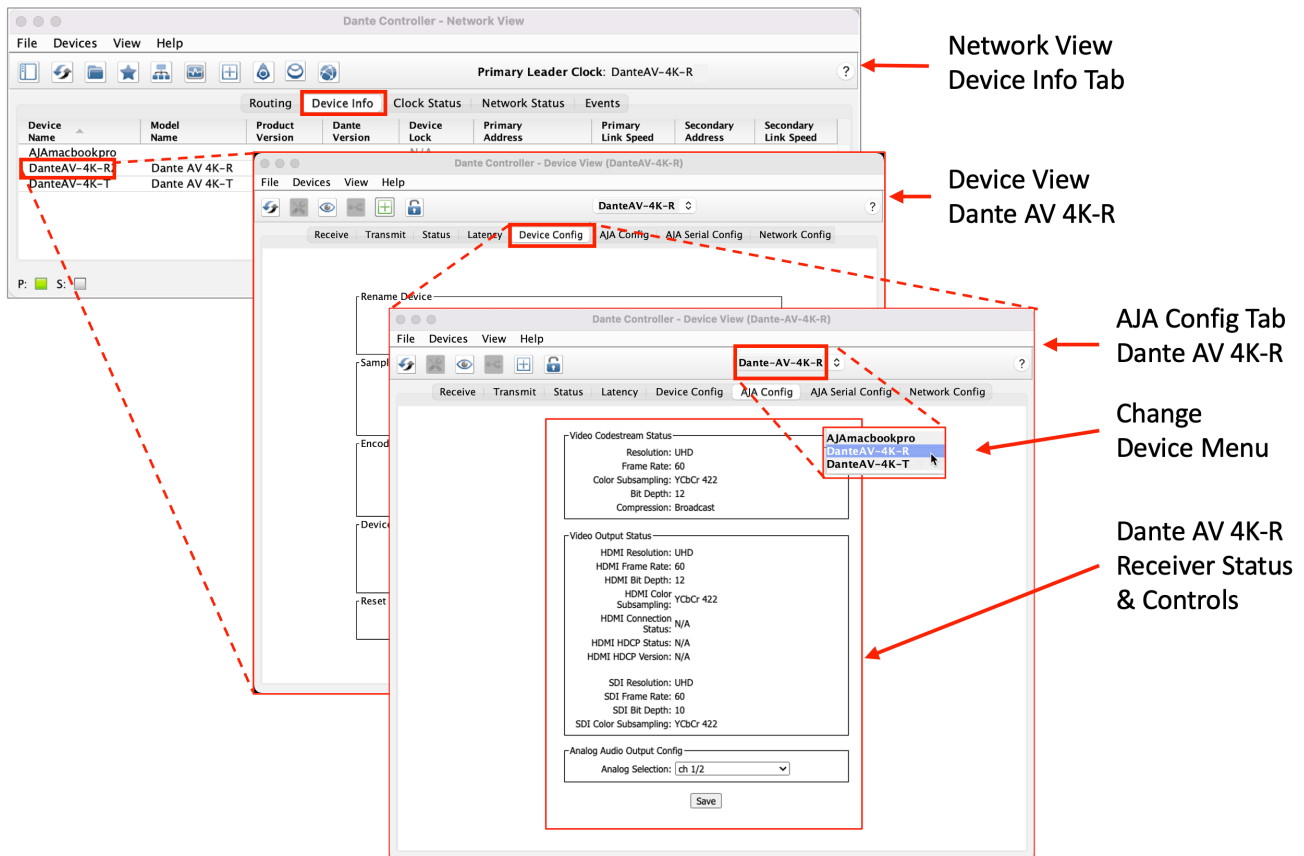 Dante Controller - Network View
File Devices View Help
Primary Leader Clock: DanteAV-4K-R
?
Routing Device Info Clock Status Network Status Events
Device Name Model Name Product Version Dante Version Device Lock Primary Address Primary Link Speed Secondary Address Secondary Link Speed
AJAmacbookpro N/A
DanteAV-4K-R Dante AV 4K-R
DanteAV-4K-T Dante AV 4K-T
P: S:
Network View
Device Info Tab
Dante Controller - Device View (DanteAV-4K-R)
File Devices View Help
DanteAV-4K-R
?
Receive Transmit Status Latency Device Config AJA Config AJA Serial Config Network Config
Rename Device
Sampl
Encod
Device
Reset
Device View
Dante AV 4K-R
Dante Controller - Device View (Dante-AV-4K-R)
File Devices View Help
Dante-AV-4K-R
?
Receive Transmit Status Latency Device Config AJA Config AJA Serial Config Network Config
AJA Config Tab
Dante AV 4K-R
AJAmacbookpro
DanteAV-4K-R
DanteAV-4K-T
Change
Device Menu
Video Codestream Status
Resolution: UHD
Frame Rate: 60
Color Subsampling: YCbCr 422
Bit Depth: 12
Compression: Broadcast
Video Output Status
HDMI Resolution: UHD
HDMI Frame Rate: 60
HDMI Bit Depth: 12
HDMI Color
Subsampling: YCbCr 422
HDMI Connection
Status: N/A
HDMI HDCP Status: N/A
HDMI HDCP Version: N/A
SDI Resolution: UHD
SDI Frame Rate: 60
SDI Bit Depth: 10
SDI Color Subsampling: YCbCr 422
Analog Audio Output Config
Analog Selection: ch 1/2
Save
Dante AV 4K-R
Receiver Status
& Controls